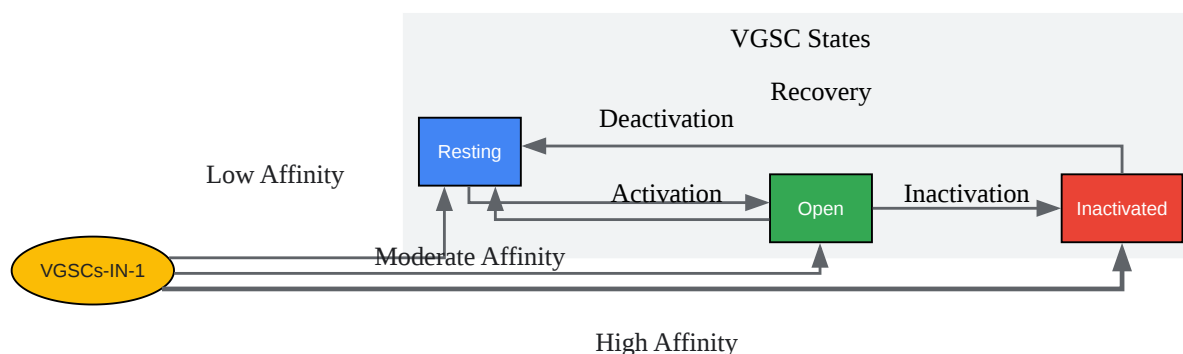 VGSC States
Recovery
Deactivation
Resting
Low Affinity
Activation
Inactivation
Open
Inactivated
Moderate Affinity
VGSCs-IN-1
High Affinity